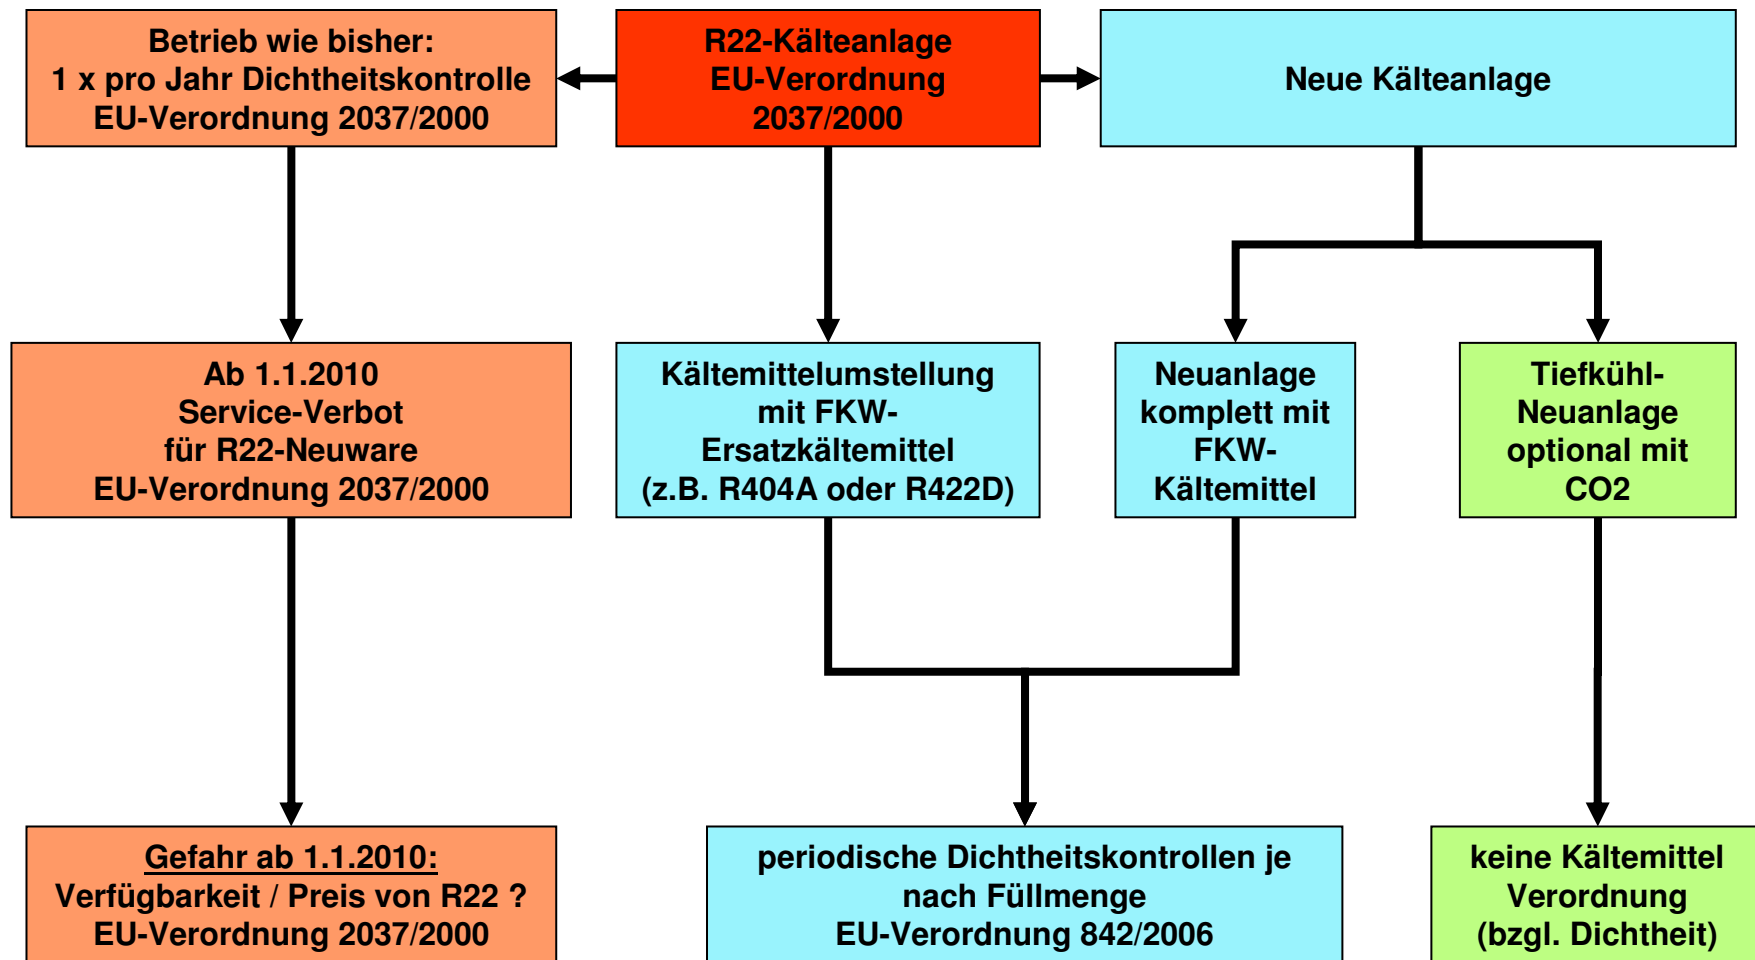 Betrieb wie bisher:
1 x pro Jahr Dichtheitskontrolle
EU-Verordnung 2037/2000
R22-Kälteanlage
EU-Verordnung
2037/2000
Neue Kälteanlage
Ab 1.1.2010
Service-Verbot
für R22-Neuware
EU-Verordnung 2037/2000
Kältemittelumstellung
mit FKW-
Ersatzkältemittel
(z.B. R404A oder R422D)
Neuanlage
komplett mit
FKW-
Kältemittel
Tiefkühl-
Neuanlage
optional mit
CO2
Gefahr ab 1.1.2010:
Verfügbarkeit / Preis von R22 ?
EU-Verordnung 2037/2000
periodische Dichtheitskontrollen je
nach Füllmenge
EU-Verordnung 842/2006
keine Kältemittel
Verordnung
(bzgl. Dichtheit)